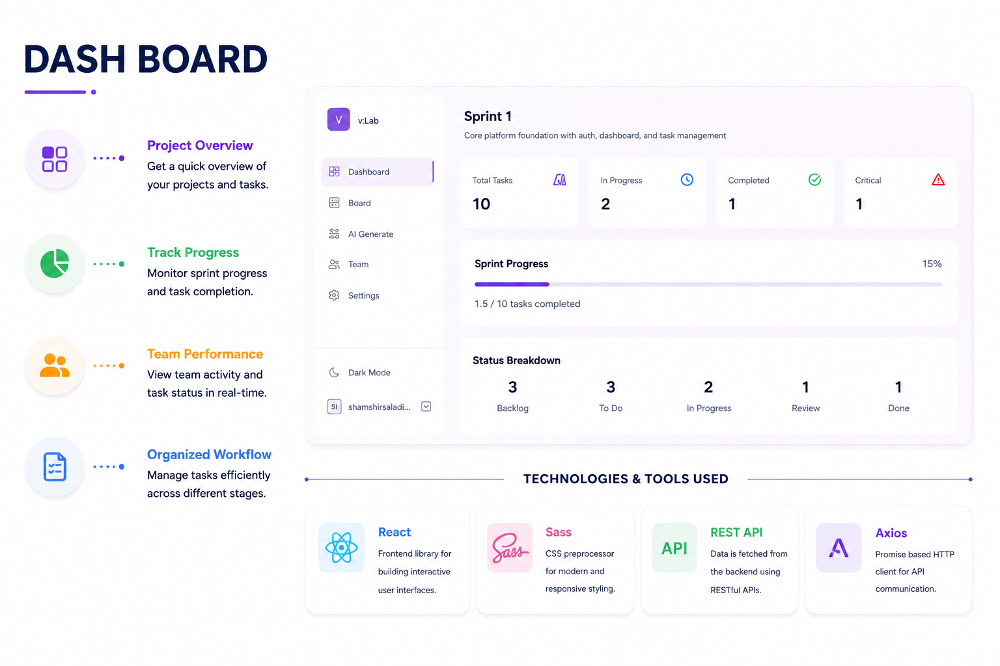 DASH BOARD
Project Overview
Get a quick overview of
your projects and tasks.
Track Progress
Monitor sprint progress
and task completion.
Team Performance
View team activity and
task status in real-time.
Organized Workflow
Manage tasks efficiently
across different stages.
V v:Lab
Dashboard
Board
AI Generate
Team
Settings
Dark Mode
SI shamshirsaladi...
Sprint 1
Core platform foundation with auth, dashboard, and task management
Total Tasks
10
In Progress
2
Completed
1
Critical
1
Sprint Progress 15%
1.5 / 10 tasks completed
Status Breakdown
3 3 2 1 1
Backlog To Do In Progress Review Done
TECHNOLOGIES & TOOLS USED
React
Frontend library for
building interactive
user interfaces.
Sass
Sass
CSS preprocessor
for modern and
responsive styling.
API
REST API
Data is fetched from
the backend using
RESTful APIs.
Axios
Promise based HTTP
client for API
communication.